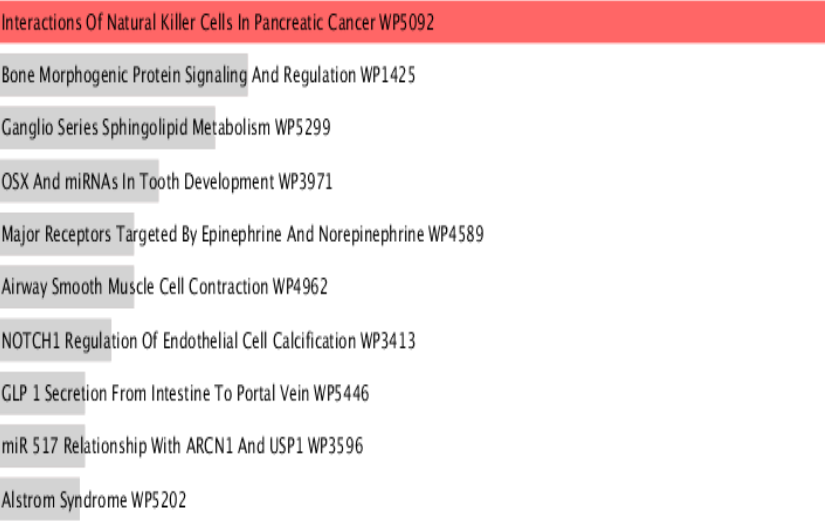 Interactions Of Natural Killer Cells In Pancreatic Cancer WP5092
Bone Morphogenic Protein Signaling And Regulation WP1425
Ganglio Series Sphingolipid Metabolism WP5299
OSX And miRNAs In Tooth Development WP3971
Major Receptors Targeted By Epinephrine And Norepinephrine WP4589
Airway Smooth Muscle Cell Contraction WP4962
NOTCH1 Regulation Of Endothelial Cell Calcification WP3413
GLP 1 Secretion From Intestine To Portal Vein WP5446
miR 517 Relationship With ARCN1 And USP1 WP3596
Alstrom Syndrome WP5202